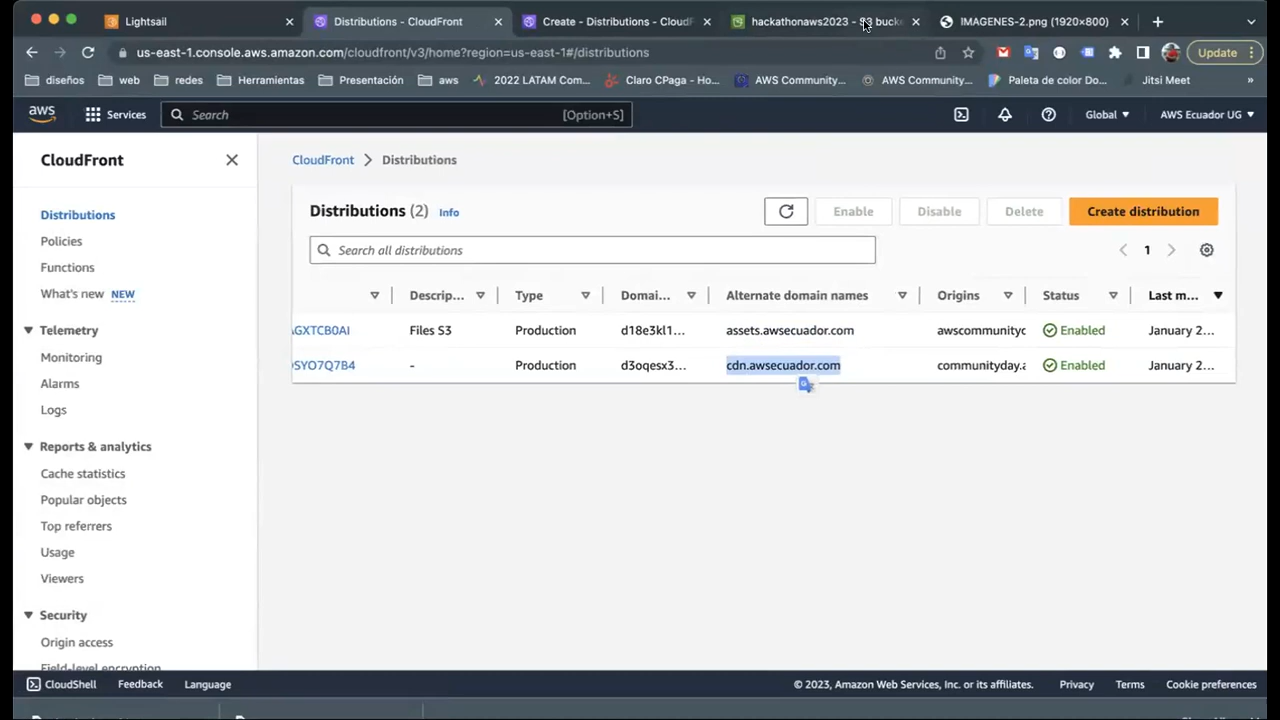 Lightsail
Distributions - CloudFront
Create - Distributions - CloudF
hackathonaws2023 - S3 bucke
IMAGENES-2.png (1920×800)
us-east-1.console.aws.amazon.com/cloudfront/v3/home?region=us-east-1#/distributions
Update
diseños
web
redes
Herramientas
Presentación
aws
2022 LATAM Com...
Claro CPaga - Ho...
AWS Community...
AWS Community...
Paleta de color Do...
Jitsi Meet
»
aws
Services
Search
[Option+S]
Global
AWS Ecuador UG
CloudFront
Distributions
Policies
Functions
What's new NEW
Telemetry
Monitoring
Alarms
Logs
Reports & analytics
Cache statistics
Popular objects
Top referrers
Usage
Viewers
Security
Origin access
Field-level encryption
CloudFront > Distributions
Distributions (2) Info
Enable
Disable
Delete
Create distribution
Search all distributions
1
Descrip... Type Domai... Alternate domain names Origins Status Last m...
GXTCB0AI Files S3 Production d18e3kl1... assets.awsecuador.com awscommunityc Enabled January 2...
SYO7Q7B4 - Production d3oqesx3... cdn.awsecuador.com communityday.a Enabled January 2...
CloudShell
Feedback
Language
© 2023, Amazon Web Services, Inc. or its affiliates.
Privacy
Terms
Cookie preferences